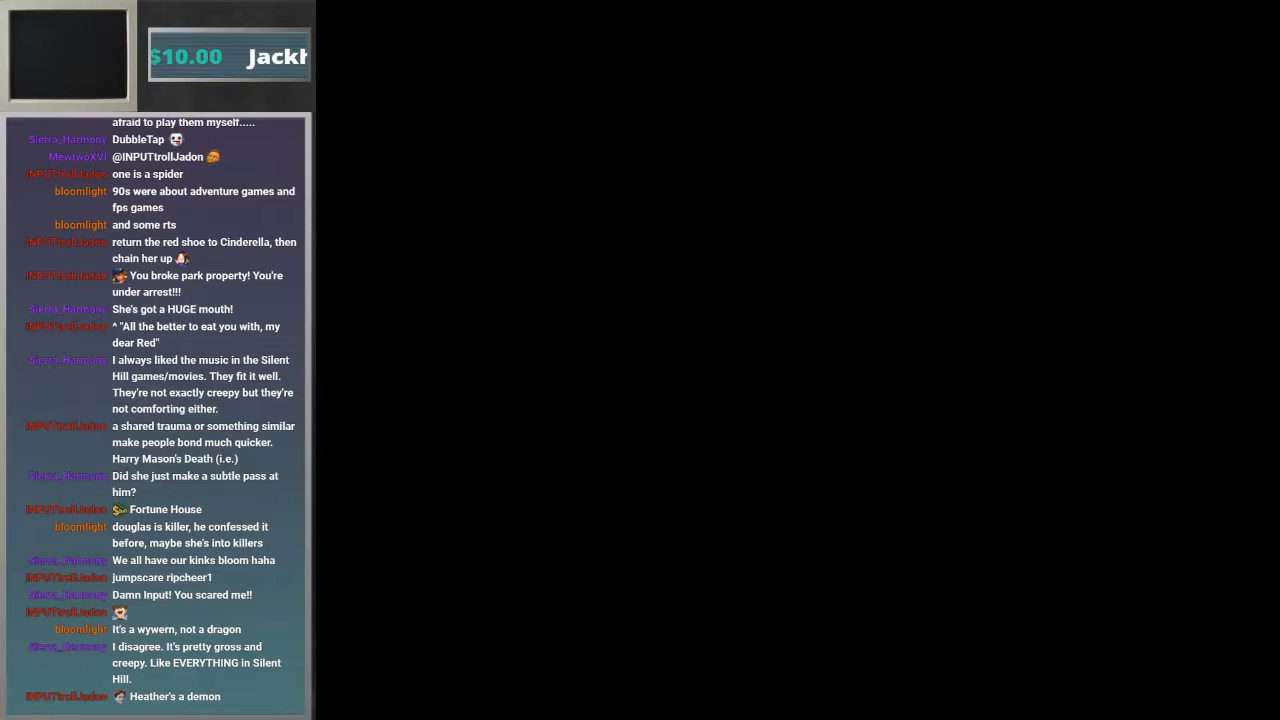 $10.00 Jackh
afraid to play them myself.....
Sierra_Harmony DubbleTap
MewtwoXVI @INPUTtrollJadon
INPUTtrollJadon one is a spider
bloomlight 90s were about adventure games and
fps games
bloomlight and some rts
INPUTtrollJadon return the red shoe to Cinderella, then
chain her up
INPUTtrollJadon You broke park property! You're
under arrest!!!
Sierra_Harmony She's got a HUGE mouth!
INPUTtrollJadon ^ "All the better to eat you with, my
dear Red"
Sierra_Harmony I always liked the music in the Silent
Hill games/movies. They fit it well.
They're not exactly creepy but they're
not comforting either.
INPUTtrollJadon a shared trauma or something similar
make people bond much quicker.
Harry Mason's Death (i.e.)
Sierra_Harmony Did she just make a subtle pass at
him?
INPUTtrollJadon Fortune House
bloomlight douglas is killer, he confessed it
before, maybe she's into killers
Sierra_Harmony We all have our kinks bloom haha
INPUTtrollJadon jumpscare ripcheer1
Sierra_Harmony Damn Input! You scared me!!
INPUTtrollJadon
bloomlight It's a wywern, not a dragon
Sierra_Harmony I disagree. It's pretty gross and
creepy. Like EVERYTHING in Silent
Hill.
INPUTtrollJadon Heather's a demon